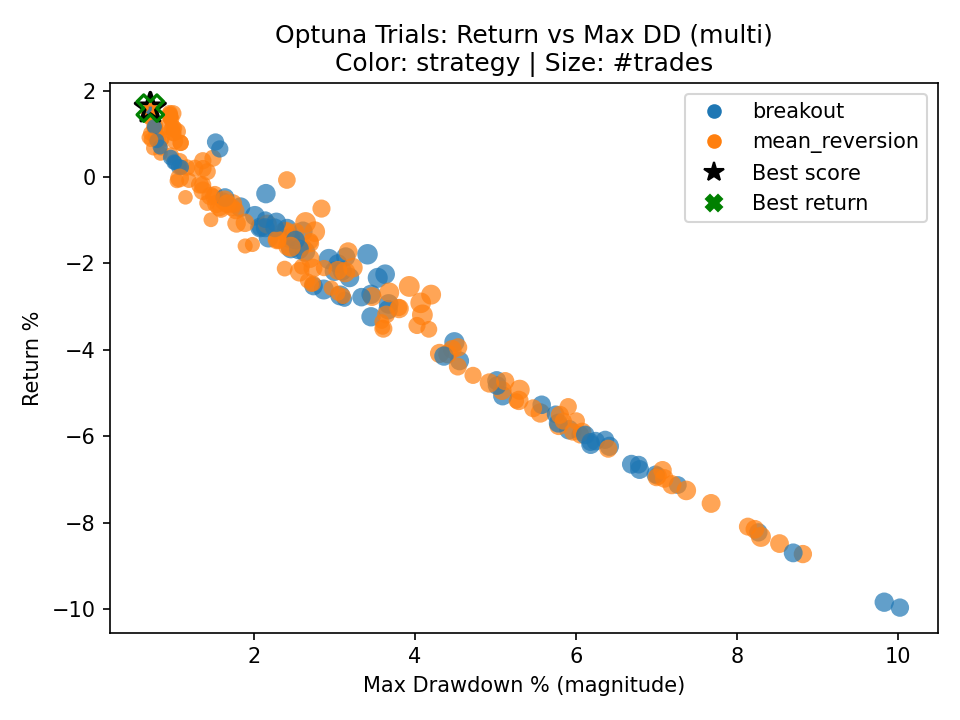 Optuna Trials: Return vs Max DD (multi)
Color: strategy | Size: #trades
breakout
mean_reversion
Best score
Best return
2
0
−2
−4
−6
−8
−10
Return %
2
4
6
8
10
Max Drawdown % (magnitude)